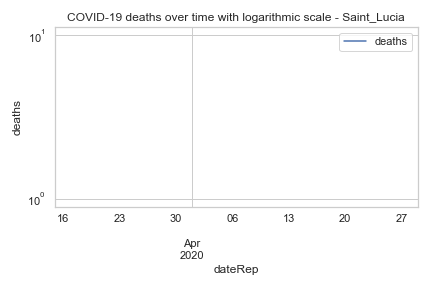 COVID-19 deaths over time with logarithmic scale - Saint_Lucia
10¹
deaths
deaths
10⁰
16 23 30 06 13 20 27
Apr
2020
dateRep